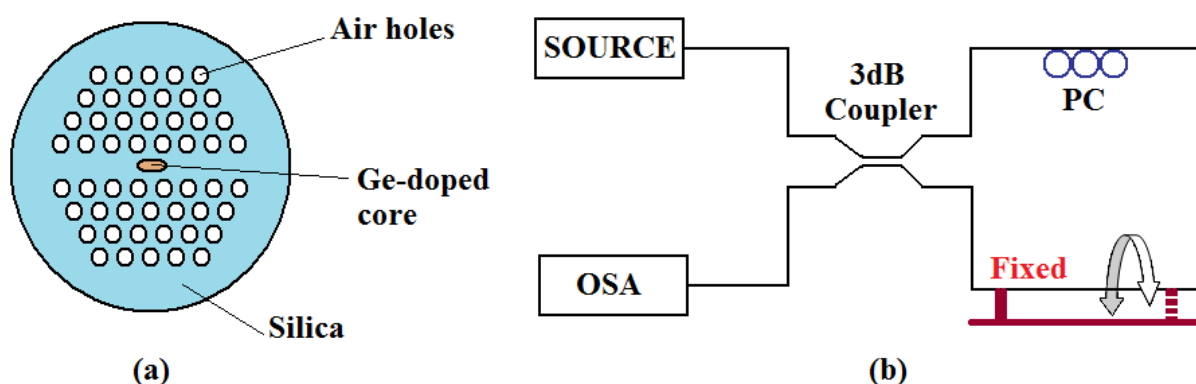 Air holes
Ge-doped
core
Silica
(a)
SOURCE
3dB
Coupler
PC
OSA
Fixed
(b)